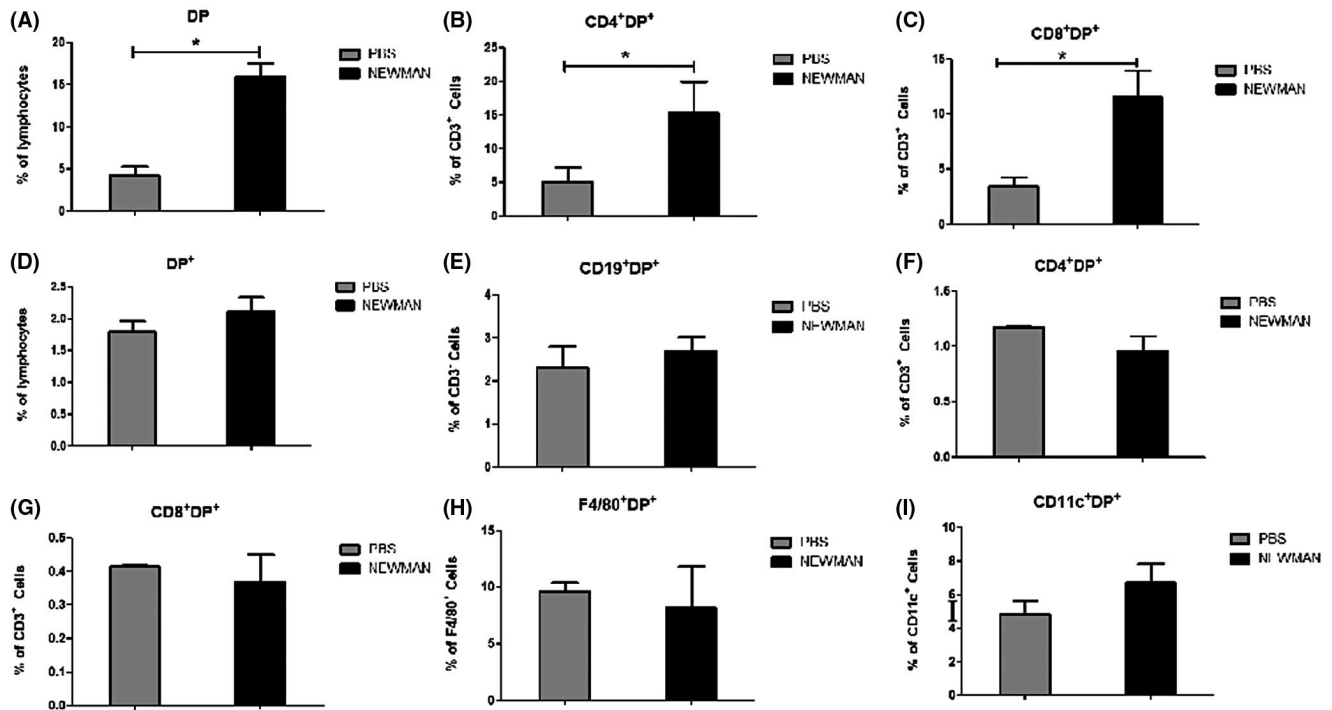 (A)
DP
*
% of lymphocytes
20
15
10
5
0
PBS
NEWMAN
(B)
CD4⁺DP⁺
*
% of CD3⁺ Cells
25
20
15
10
5
0
PBS
NEWMAN
(C)
CD8⁺DP⁺
*
% of CD3⁺ Cells
15
10
5
0
PBS
NEWMAN
(D)
DP⁺
% of lymphocytes
2.5
2.0
1.5
1.0
0.5
0.0
PBS
NEWMAN
(E)
CD19⁺DP⁺
% of CD3⁻ Cells
4
3
2
1
0
PBS
NEWMAN
(F)
CD4⁺DP⁺
% of CD3⁺ Cells
1.5
1.0
0.5
0.0
PBS
NEWMAN
(G)
CD8⁺DP⁺
% of CD3⁺ Cells
0.5
0.4
0.3
0.2
0.1
0.0
PBS
NEWMAN
(H)
F4/80⁺DP⁺
% of F4/80⁺ Cells
15
10
5
0
PBS
NEWMAN
(I)
CD11c⁺DP⁺
% of CD11c⁺ Cells
10
8
6
4
2
0
PBS
NEWMAN